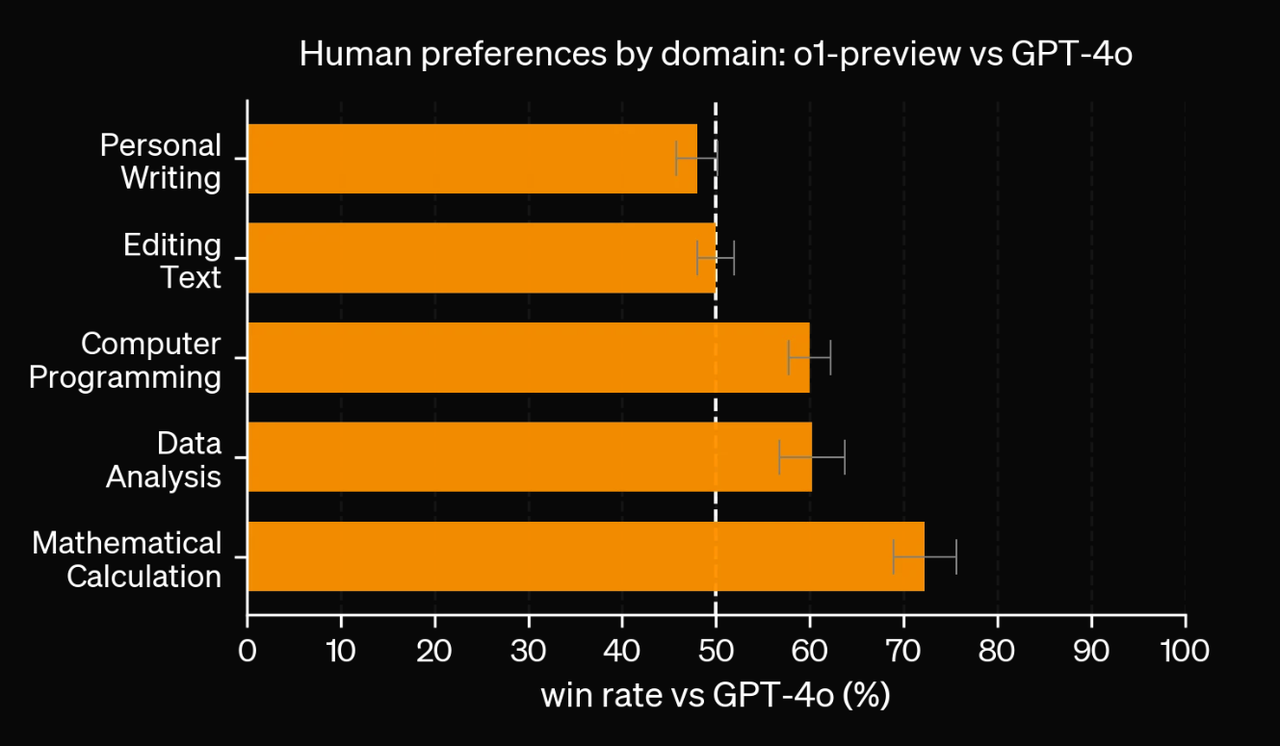 Human preferences by domain: o1-preview vs GPT-4o
Personal
Writing
Editing
Text
Computer
Programming
Data
Analysis
Mathematical
Calculation
0 10 20 30 40 50 60 70 80 90 100
win rate vs GPT-4o (%)